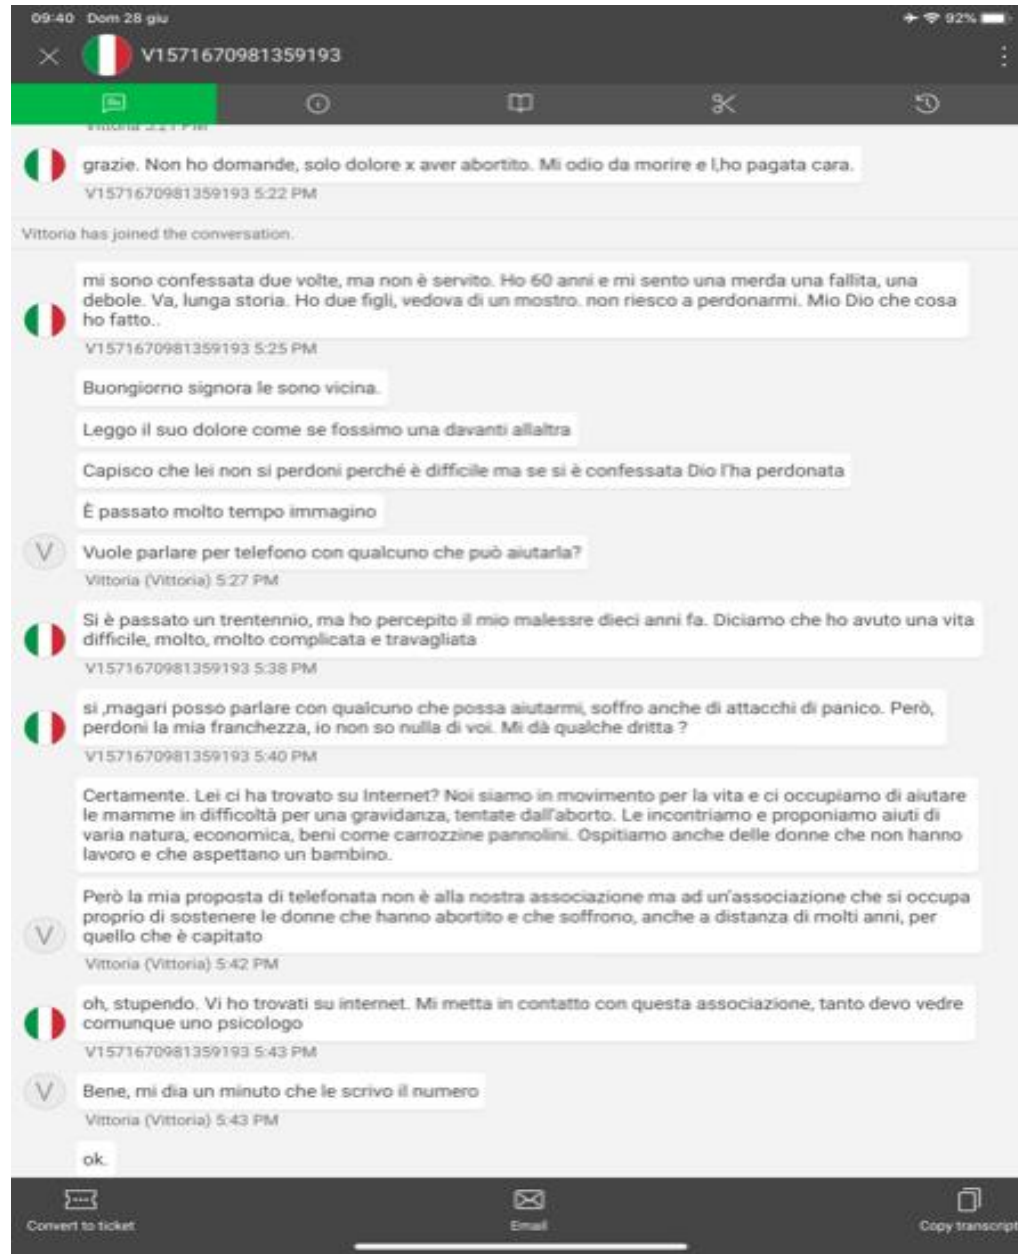 09:40 Dom 28 giu
92%
V1571670981359193
grazie. Non ho domande, solo dolore x aver abortito. Mi odio da morire e l,ho pagata cara.
V1571670981359193 5:22 PM
Vittoria has joined the conversation.
mi sono confessata due volte, ma non è servito. Ho 60 anni e mi sento una merda una fallita, una
debole. Va, lunga storia. Ho due figli, vedova di un mostro. non riesco a perdonarmi. Mio Dio che cosa
ho fatto..
V1571670981359193 5:25 PM
Buongiorno signora le sono vicina.
Leggo il suo dolore come se fossimo una davanti allaltra
Capisco che lei non si perdoni perché è difficile ma se si è confessata Dio l'ha perdonata
È passato molto tempo immagino
V
Vuole parlare per telefono con qualcuno che può aiutarla?
Vittoria (Vittoria) 5:27 PM
Si è passato un trentennio, ma ho percepito il mio malessre dieci anni fa. Diciamo che ho avuto una vita
difficile, molto, molto complicata e travagliata
V1571670981359193 5:38 PM
si ,magari posso parlare con qualcuno che possa aiutarmi, soffro anche di attacchi di panico. Però,
perdoni la mia franchezza, io non so nulla di voi. Mi dà qualche dritta ?
V1571670981359193 5:40 PM
Certamente. Lei ci ha trovato su Internet? Noi siamo in movimento per la vita e ci occupiamo di aiutare
le mamme in difficoltà per una gravidanza, tentate dall'aborto. Le incontriamo e proponiamo aiuti di
varia natura, economica, beni come carrozzine pannolini. Ospitiamo anche delle donne che non hanno
lavoro e che aspettano un bambino.
Però la mia proposta di telefonata non è alla nostra associazione ma ad un'associazione che si occupa
proprio di sostenere le donne che hanno abortito e che soffrono, anche a distanza di molti anni, per
quello che è capitato
V
Vittoria (Vittoria) 5:42 PM
oh, stupendo. Vi ho trovati su internet. Mi metta in contatto con questa associazione, tanto devo vedre
comunque uno psicologo
V1571670981359193 5:43 PM
V
Bene, mi dia un minuto che le scrivo il numero
Vittoria (Vittoria) 5:43 PM
ok.
Convert to ticket
Email
Copy transcript